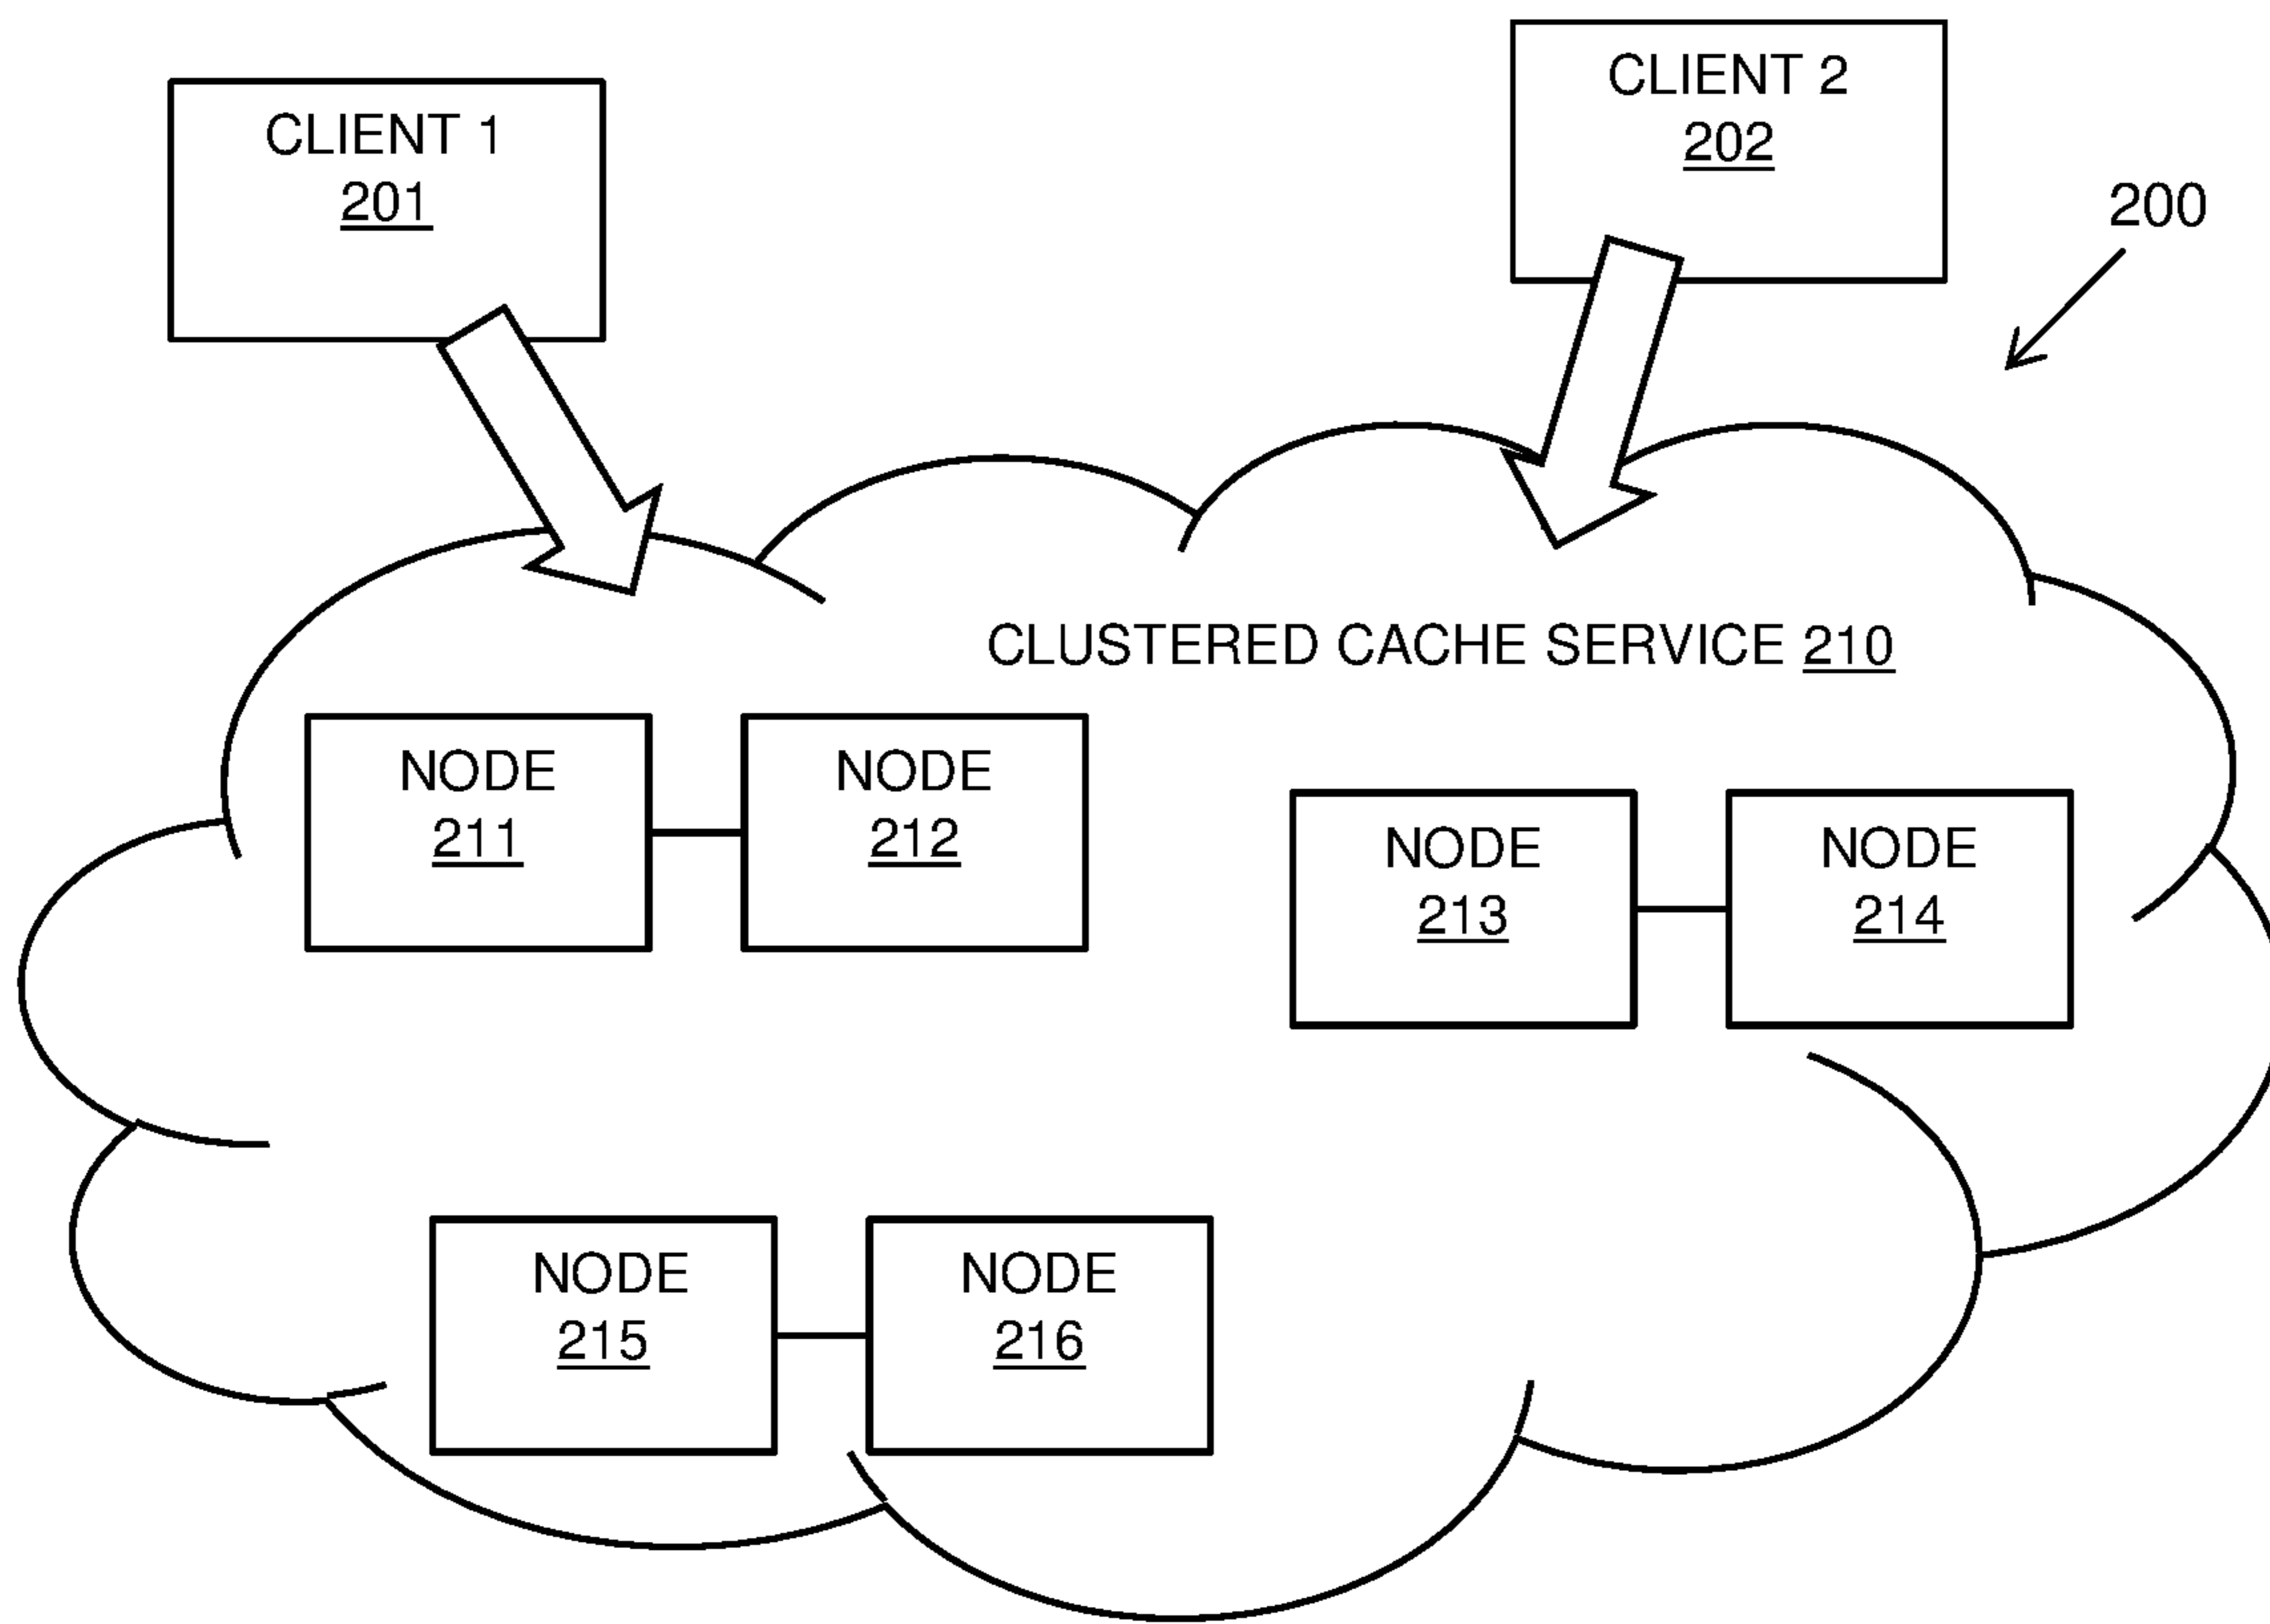 CLIENT 1
201
CLIENT 2
202
200
CLUSTERED CACHE SERVICE 210
NODE
211
NODE
212
NODE
213
NODE
214
NODE
215
NODE
216